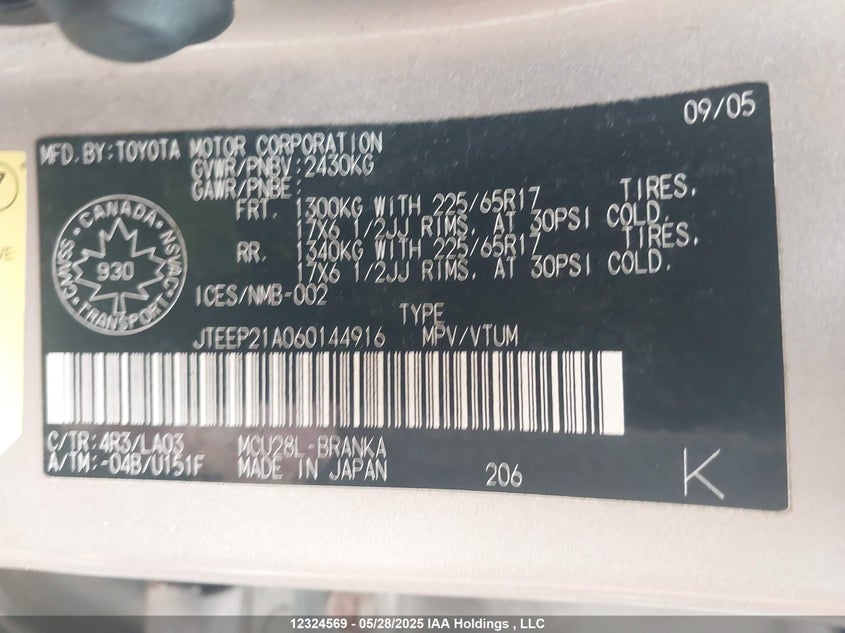 09/05
MFD. BY: TOYOTA MOTOR CORPORATION
GVWR/PNBV: 2430KG
GAWR/PNBE:
FRT. 1300KG WITH 225/65R17 TIRES,
17X6 1/2JJ RIMS, AT 30PSI COLD.
RR. 1340KG WITH 225/65R17 TIRES,
17X6 1/2JJ RIMS, AT 30PSI COLD.
CANADA
CMVSS
NSVAC
930
TRANSPORT
ICES/NMB-002
TYPE
JTEEP21A060144916 MPV/VTUM
C/TR: 4R3/LA03 MCU28L-BRANKA
A/TM: -04B/U151F MADE IN JAPAN 206 K
12324569 - 05/28/2025 IAA Holdings , LLC